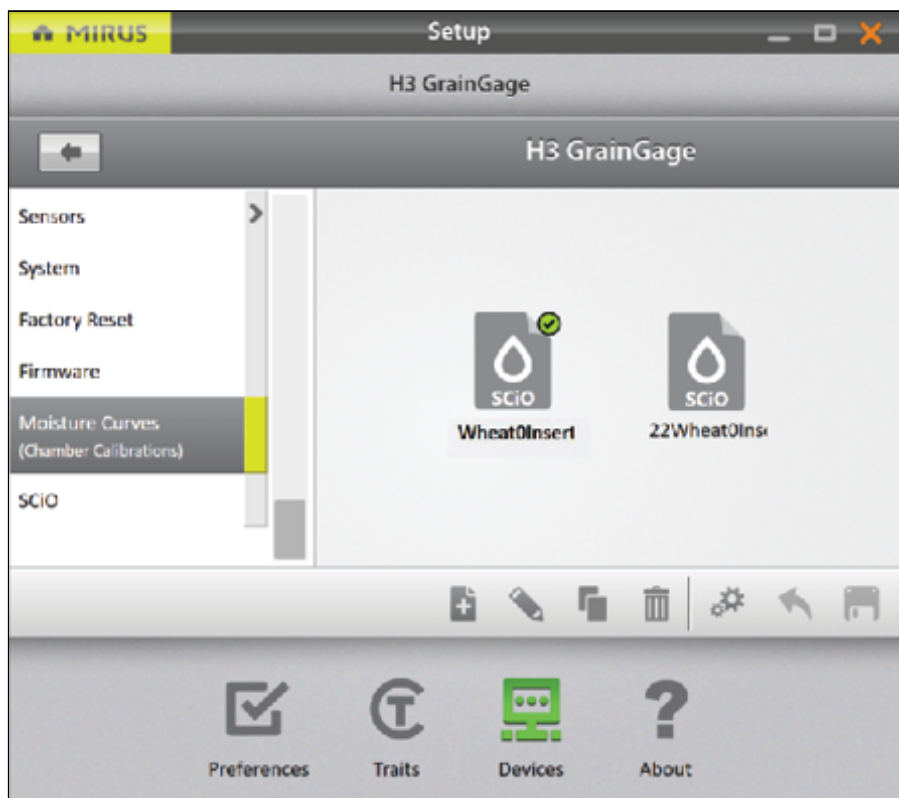 MIRUS
Setup
H3 GrainGage
H3 GrainGage
Sensors
System
Factory Reset
Firmware
Moisture Curves
(Chamber Calibrations)
SCiO
SCiO
Wheat0Insert
SCiO
22Wheat0Ins
Preferences
Traits
Devices
About